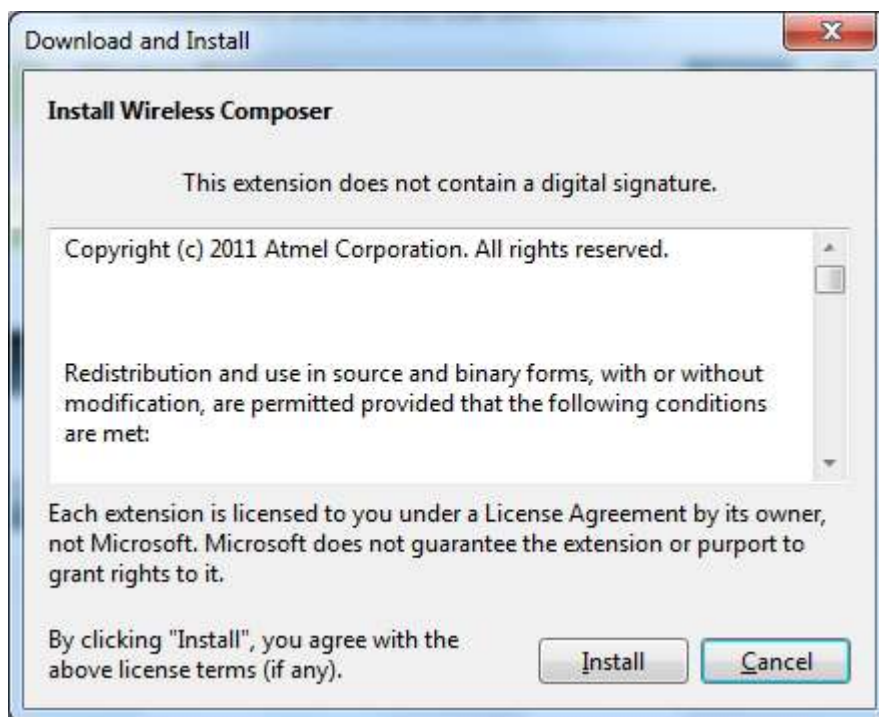 Download and Install
Install Wireless Composer
This extension does not contain a digital signature.
Copyright (c) 2011 Atmel Corporation. All rights reserved.
Redistribution and use in source and binary forms, with or without
modification, are permitted provided that the following conditions
are met:
Each extension is licensed to you under a License Agreement by its owner,
not Microsoft. Microsoft does not guarantee the extension or purport to
grant rights to it.
By clicking "Install", you agree with the
above license terms (if any).
Install
Cancel